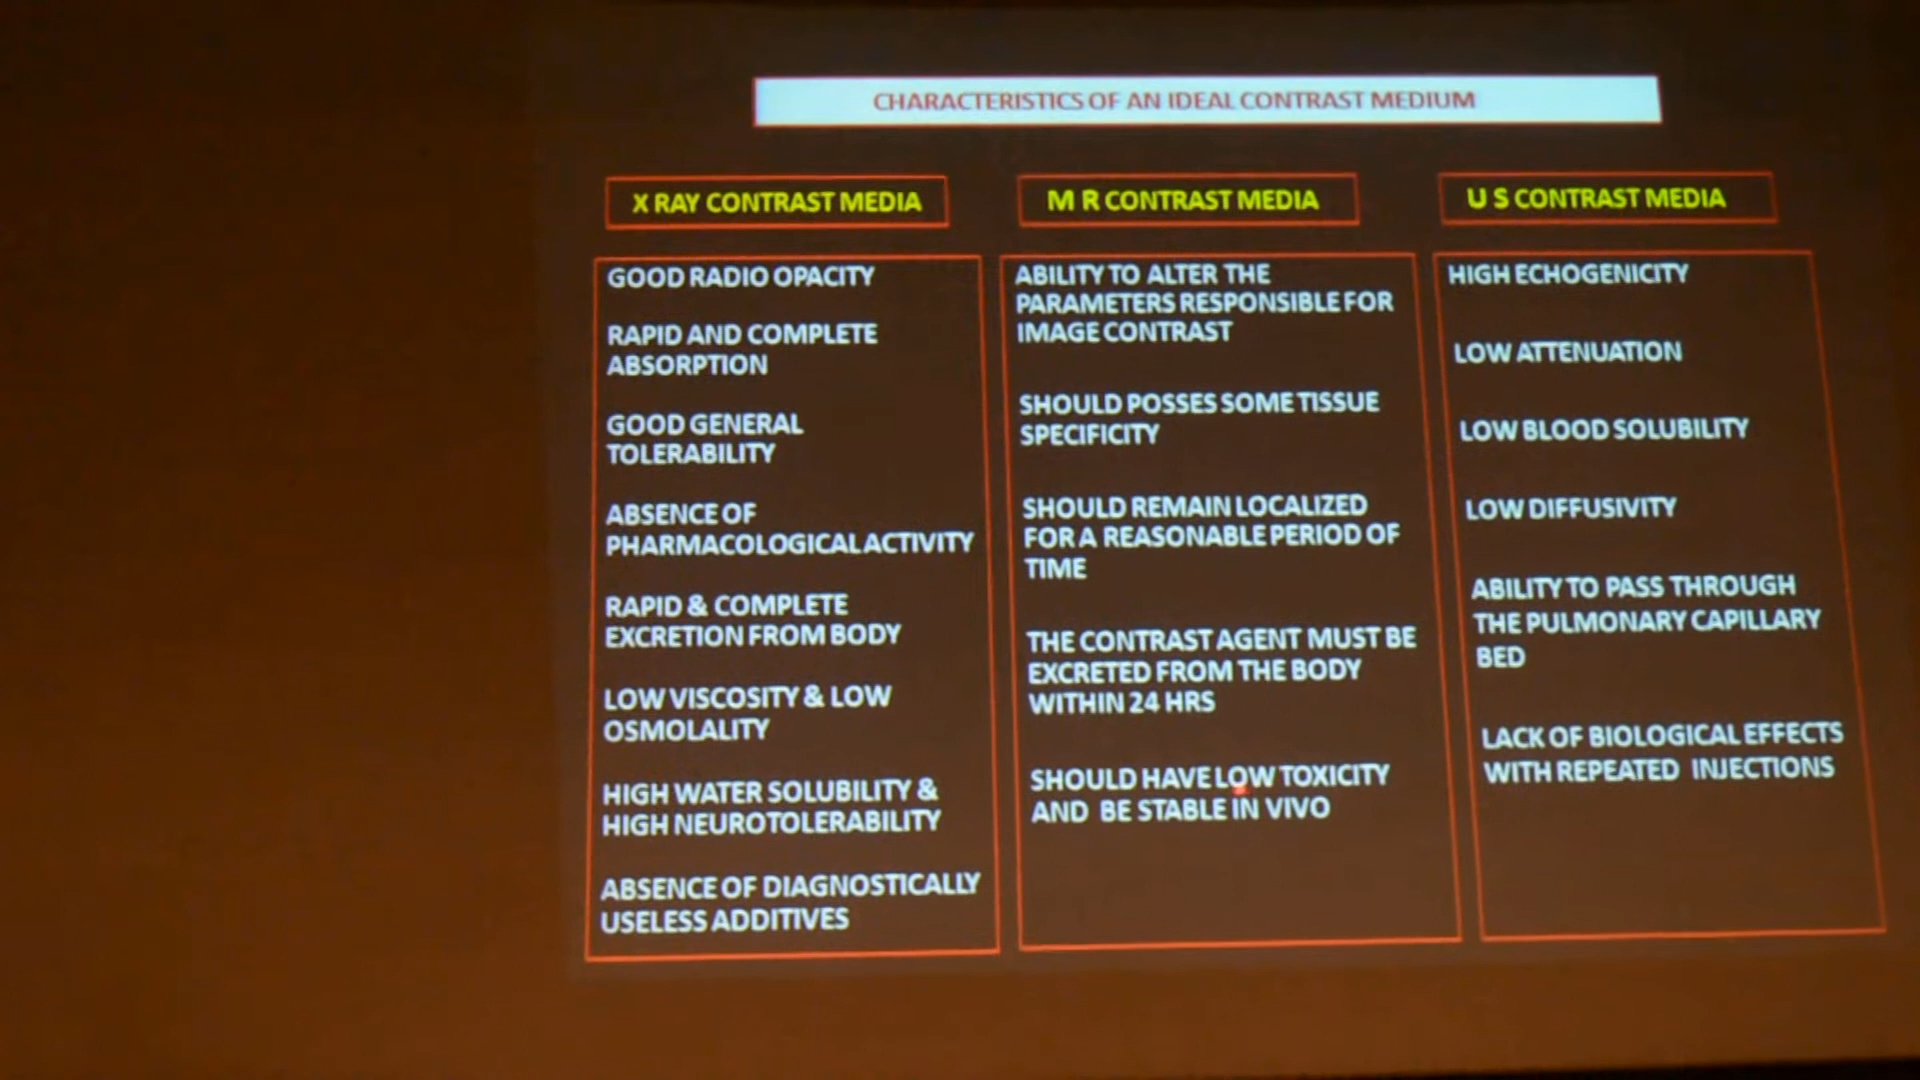 CHARACTERISTICS OF AN IDEAL CONTRAST MEDIUM
X RAY CONTRAST MEDIA
GOOD RADIO OPACITY
RAPID AND COMPLETE
ABSORPTION
GOOD GENERAL
TOLERABILITY
ABSENCE OF
PHARMACOLOGICAL ACTIVITY
RAPID & COMPLETE
EXCRETION FROM BODY
LOW VISCOSITY & LOW
OSMOLALITY
HIGH WATER SOLUBILITY &
HIGH NEUROTOLERABILITY
ABSENCE OF DIAGNOSTICALLY
USELESS ADDITIVES
M R CONTRAST MEDIA
ABILITY TO ALTER THE
PARAMETERS RESPONSIBLE FOR
IMAGE CONTRAST
SHOULD POSSES SOME TISSUE
SPECIFICITY
SHOULD REMAIN LOCALIZED
FOR A REASONABLE PERIOD OF
TIME
THE CONTRAST AGENT MUST BE
EXCRETED FROM THE BODY
WITHIN 24 HRS
SHOULD HAVE LOW TOXICITY
AND BE STABLE IN VIVO
U S CONTRAST MEDIA
HIGH ECHOGENICITY
LOW ATTENUATION
LOW BLOOD SOLUBILITY
LOW DIFFUSIVITY
ABILITY TO PASS THROUGH
THE PULMONARY CAPILLARY
BED
LACK OF BIOLOGICAL EFFECTS
WITH REPEATED INJECTIONS